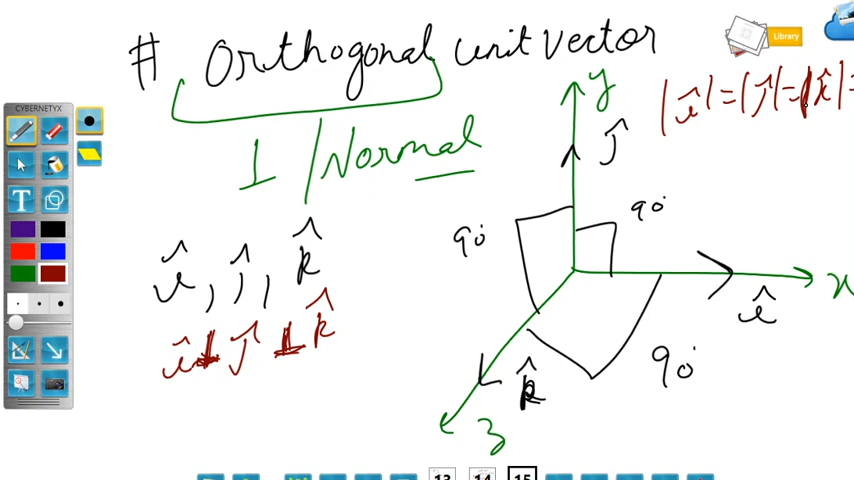 # Orthogonal unit vector
Library
CYBERNETYX
⊥ / Normal
y
ĵ
|î| = |ĵ| = |k̂| =
90°
90°
î, ĵ, k̂
î ⊥ ĵ ⊥ k̂
x
î
90°
k̂
z
T
13 14 15